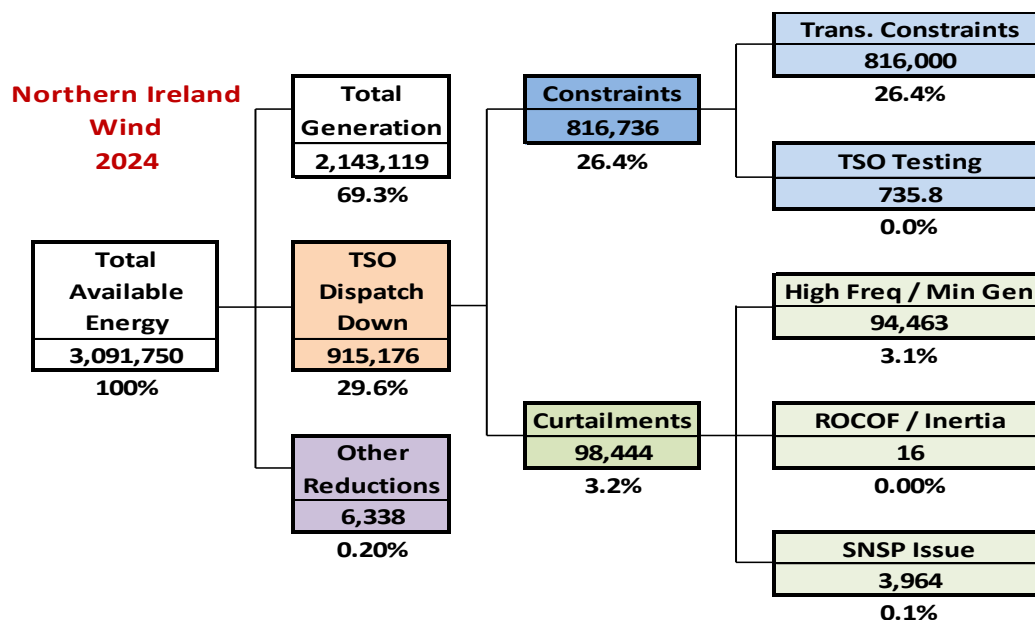 Northern Ireland
Wind
2024
Total
Available
Energy
3,091,750
100%
Total
Generation
2,143,119
69.3%
TSO
Dispatch
Down
915,176
29.6%
Other
Reductions
6,338
0.20%
Constraints
816,736
26.4%
Curtailments
98,444
3.2%
Trans. Constraints
816,000
26.4%
TSO Testing
735.8
0.0%
High Freq / Min Gen
94,463
3.1%
ROCOF / Inertia
16
0.00%
SNSP Issue
3,964
0.1%